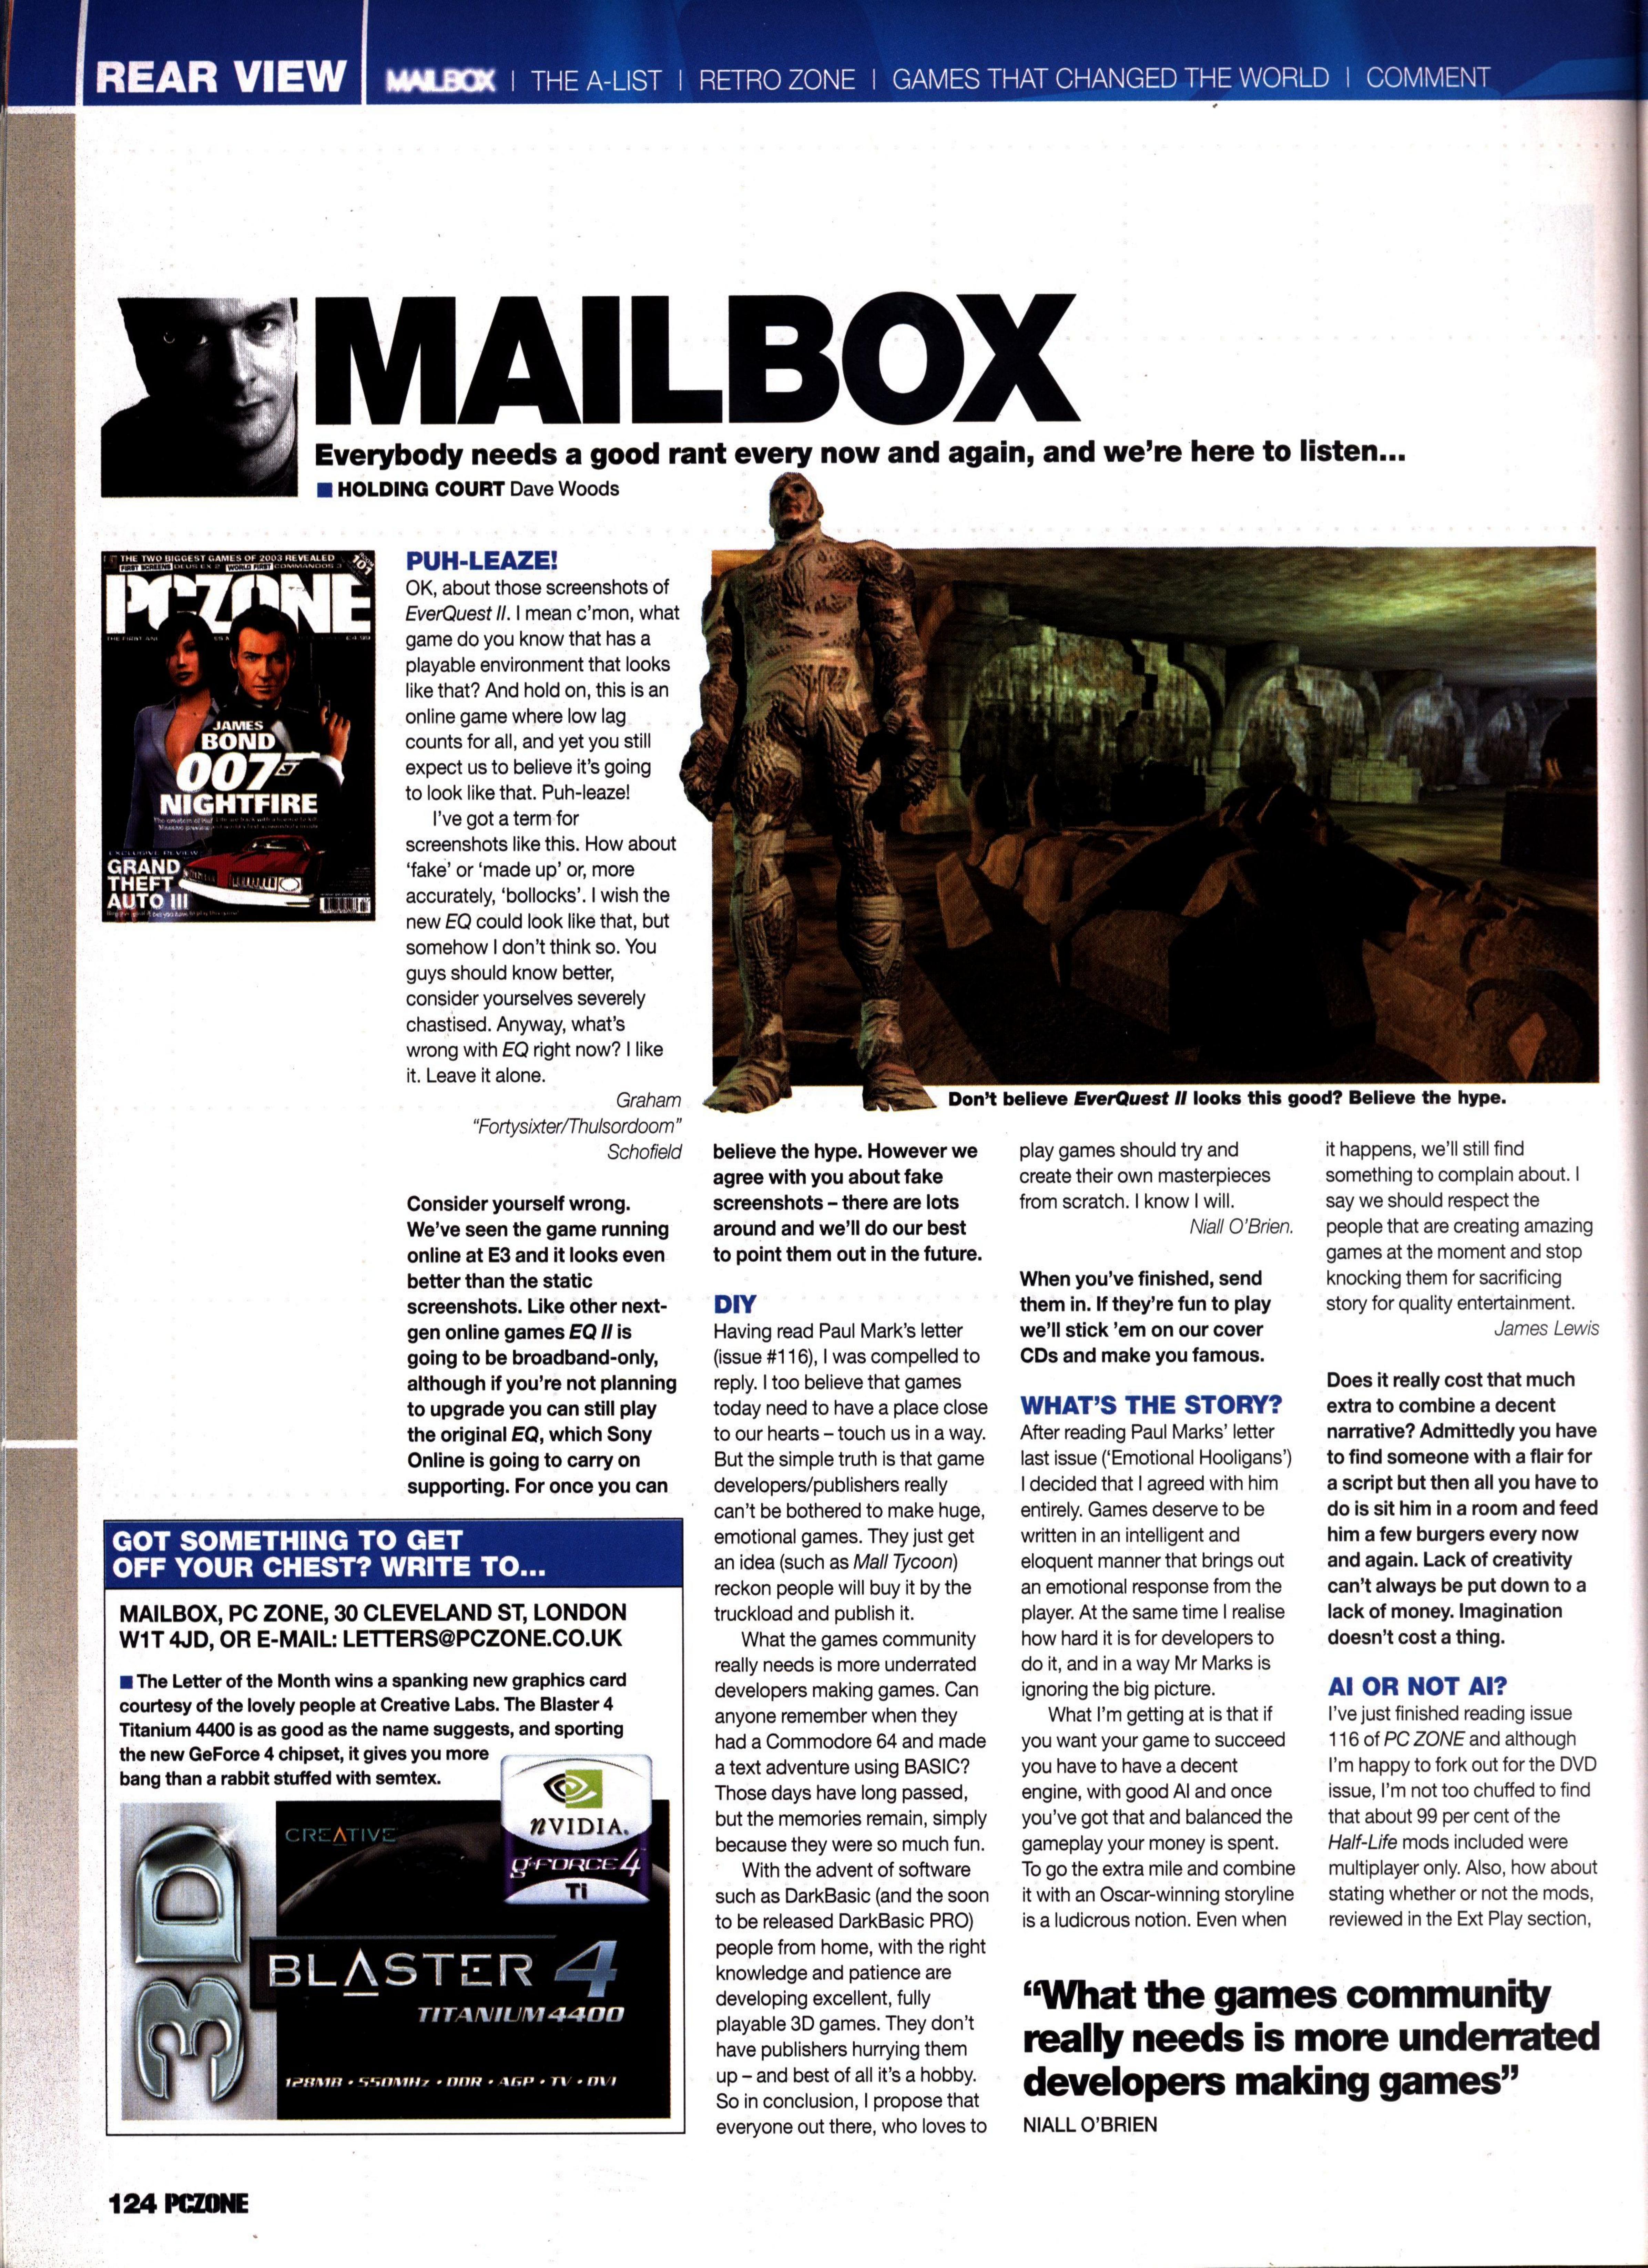 REAR VIEW
MAILBOX | THE A-LIST | RETRO ZONE | GAMES THAT CHANGED THE WORLD | COMMENT
MAILBOX
Everybody needs a good rant every now and again, and we're here to listen...
■ HOLDING COURT Dave Woods
THE TWO BIGGEST GAMES OF 2003 REVEALED
FIRST SCREENS DEUS EX 2 WORLD FIRST COMMANDOS 3
PCZONE
JAMES
BOND
007
NIGHTFIRE
EXCLUSIVE REVIEW
GRAND
THEFT
AUTO III
PUH-LEAZE!
OK, about those screenshots of
EverQuest II. I mean c'mon, what
game do you know that has a
playable environment that looks
like that? And hold on, this is an
online game where low lag
counts for all, and yet you still
expect us to believe it's going
to look like that. Puh-leaze!
I've got a term for
screenshots like this. How about
'fake' or 'made up' or, more
accurately, 'bollocks'. I wish the
new EQ could look like that, but
somehow I don't think so. You
guys should know better,
consider yourselves severely
chastised. Anyway, what's
wrong with EQ right now? I like
it. Leave it alone.
Graham
"Fortysixter/Thulsordoom"
Schofield
Consider yourself wrong.
We've seen the game running
online at E3 and it looks even
better than the static
screenshots. Like other next-
gen online games EQ II is
going to be broadband-only,
although if you're not planning
to upgrade you can still play
the original EQ, which Sony
Online is going to carry on
supporting. For once you can
Don't believe EverQuest II looks this good? Believe the hype.
believe the hype. However we
agree with you about fake
screenshots – there are lots
around and we'll do our best
to point them out in the future.
DIY
Having read Paul Mark's letter
(issue #116), I was compelled to
reply. I too believe that games
today need to have a place close
to our hearts – touch us in a way.
But the simple truth is that game
developers/publishers really
can't be bothered to make huge,
emotional games. They just get
an idea (such as Mall Tycoon)
reckon people will buy it by the
truckload and publish it.
What the games community
really needs is more underrated
developers making games. Can
anyone remember when they
had a Commodore 64 and made
a text adventure using BASIC?
Those days have long passed,
but the memories remain, simply
because they were so much fun.
With the advent of software
such as DarkBasic (and the soon
to be released DarkBasic PRO)
people from home, with the right
knowledge and patience are
developing excellent, fully
playable 3D games. They don't
have publishers hurrying them
up – and best of all it's a hobby.
So in conclusion, I propose that
everyone out there, who loves to
play games should try and
create their own masterpieces
from scratch. I know I will.
Niall O'Brien.
When you've finished, send
them in. If they're fun to play
we'll stick 'em on our cover
CDs and make you famous.
WHAT'S THE STORY?
After reading Paul Marks' letter
last issue ('Emotional Hooligans')
I decided that I agreed with him
entirely. Games deserve to be
written in an intelligent and
eloquent manner that brings out
an emotional response from the
player. At the same time I realise
how hard it is for developers to
do it, and in a way Mr Marks is
ignoring the big picture.
What I'm getting at is that if
you want your game to succeed
you have to have a decent
engine, with good AI and once
you've got that and balanced the
gameplay your money is spent.
To go the extra mile and combine
it with an Oscar-winning storyline
is a ludicrous notion. Even when
it happens, we'll still find
something to complain about. I
say we should respect the
people that are creating amazing
games at the moment and stop
knocking them for sacrificing
story for quality entertainment.
James Lewis
Does it really cost that much
extra to combine a decent
narrative? Admittedly you have
to find someone with a flair for
a script but then all you have to
do is sit him in a room and feed
him a few burgers every now
and again. Lack of creativity
can't always be put down to a
lack of money. Imagination
doesn't cost a thing.
AI OR NOT AI?
I've just finished reading issue
116 of PC ZONE and although
I'm happy to fork out for the DVD
issue, I'm not too chuffed to find
that about 99 per cent of the
Half-Life mods included were
multiplayer only. Also, how about
stating whether or not the mods,
reviewed in the Ext Play section,
"What the games community
really needs is more underrated
developers making games"
NIALL O'BRIEN
GOT SOMETHING TO GET
OFF YOUR CHEST? WRITE TO...
MAILBOX, PC ZONE, 30 CLEVELAND ST, LONDON
W1T 4JD, OR E-MAIL: LETTERS@PCZONE.CO.UK
■ The Letter of the Month wins a spanking new graphics card
courtesy of the lovely people at Creative Labs. The Blaster 4
Titanium 4400 is as good as the name suggests, and sporting
the new GeForce 4 chipset, it gives you more
bang than a rabbit stuffed with semtex.
CREATIVE
nVIDIA.
GFORCE4
Ti
3D
BLASTER 4
TITANIUM 4400
128MB • 550MHz • DDR • AGP • TV • DVI
124 PCZONE